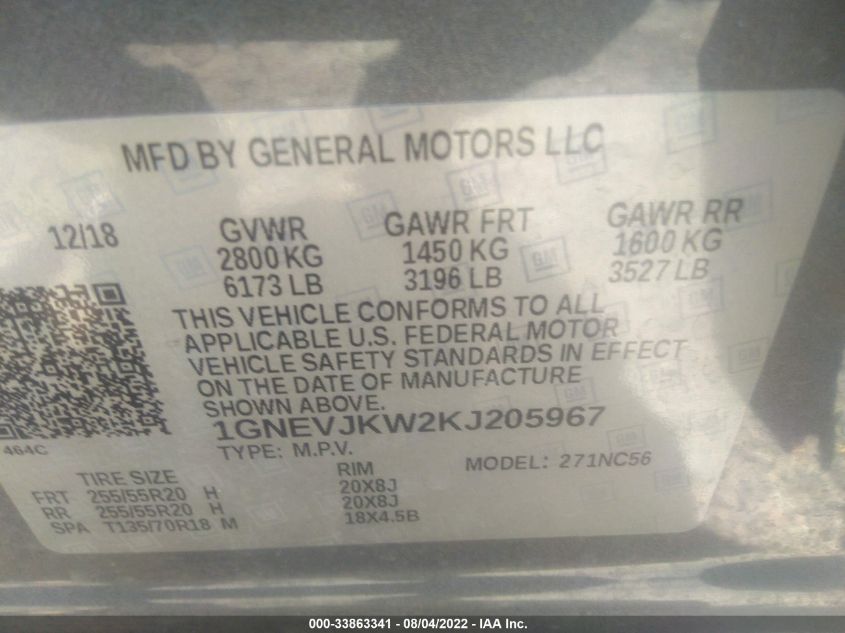 MFD BY GENERAL MOTORS LLC
12/18 GVWR GAWR FRT GAWR RR
2800 KG 1450 KG 1600 KG
6173 LB 3196 LB 3527 LB
THIS VEHICLE CONFORMS TO ALL
APPLICABLE U.S. FEDERAL MOTOR
VEHICLE SAFETY STANDARDS IN EFFECT
ON THE DATE OF MANUFACTURE
SHOWN ABOVE.
1GNEVJKW2KJ205967
464C TYPE: M.P.V. MODEL: 271NC56
TIRE SIZE RIM
FRT 255/55R20 H 20X8J
RR 255/55R20 H 20X8J
SPA T135/70R18 M 18X4.5B
000-33863341 - 08/04/2022 - IAA Inc.